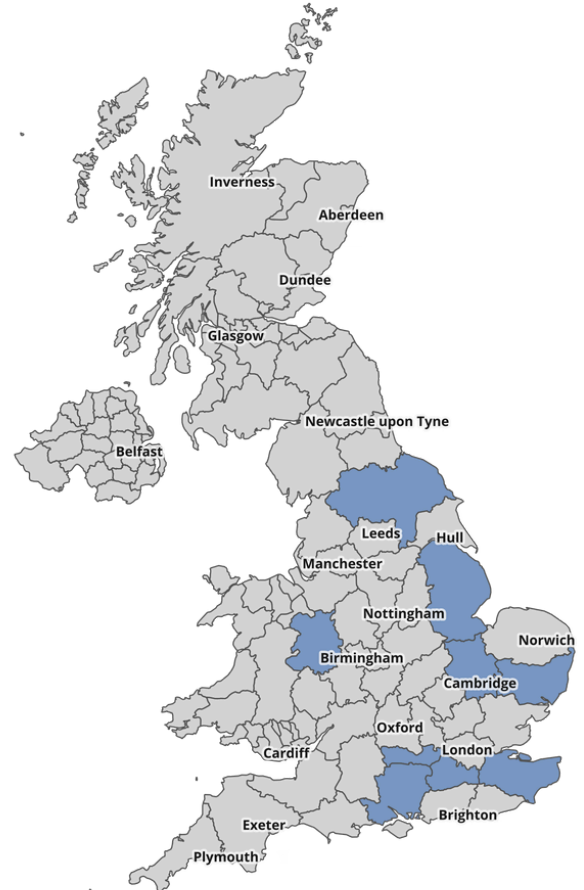 Inverness
Aberdeen
Dundee
Glasgow
Newcastle upon Tyne
Belfast
Leeds
Hull
Manchester
Nottingham
Norwich
Birmingham
Cambridge
Oxford
London
Cardiff
Brighton
Exeter
Plymouth